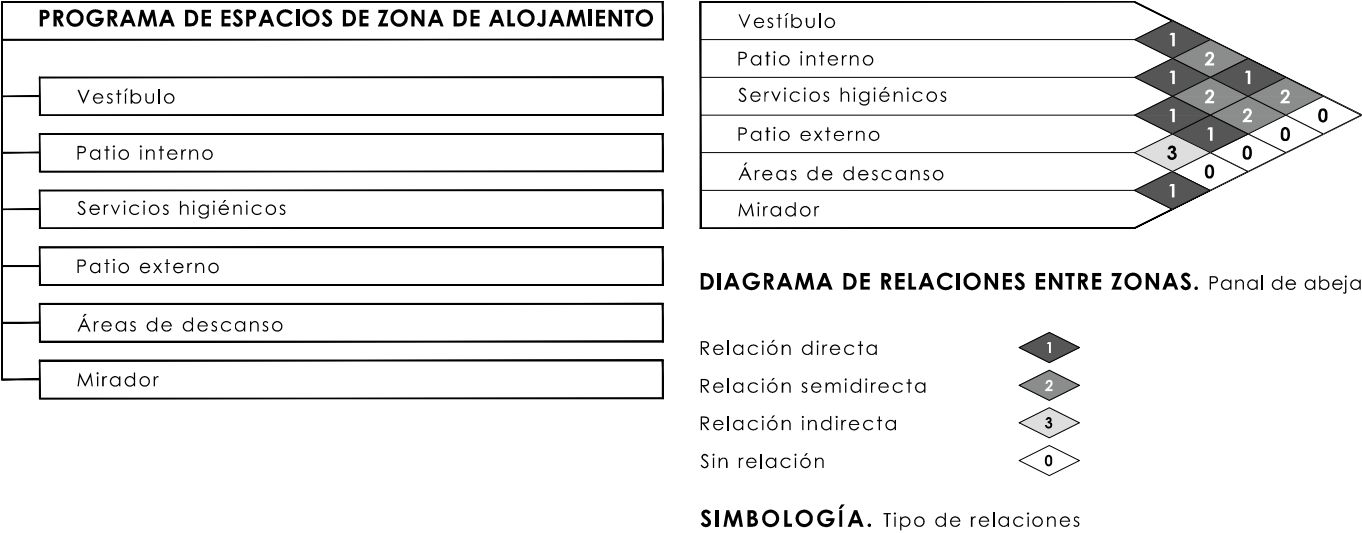 PROGRAMA DE ESPACIOS DE ZONA DE ALOJAMIENTO
Vestíbulo
Patio interno
Servicios higiénicos
Patio externo
Áreas de descanso
Mirador
Vestíbulo
1
Patio interno
2
1
1
Servicios higiénicos
2
2
1
2
0
Patio externo
1
0
3
0
Áreas de descanso
0
1
Mirador
DIAGRAMA DE RELACIONES ENTRE ZONAS. Panal de abeja
Relación directa 1
Relación semidirecta 2
Relación indirecta 3
Sin relación 0
SIMBOLOGÍA. Tipo de relaciones